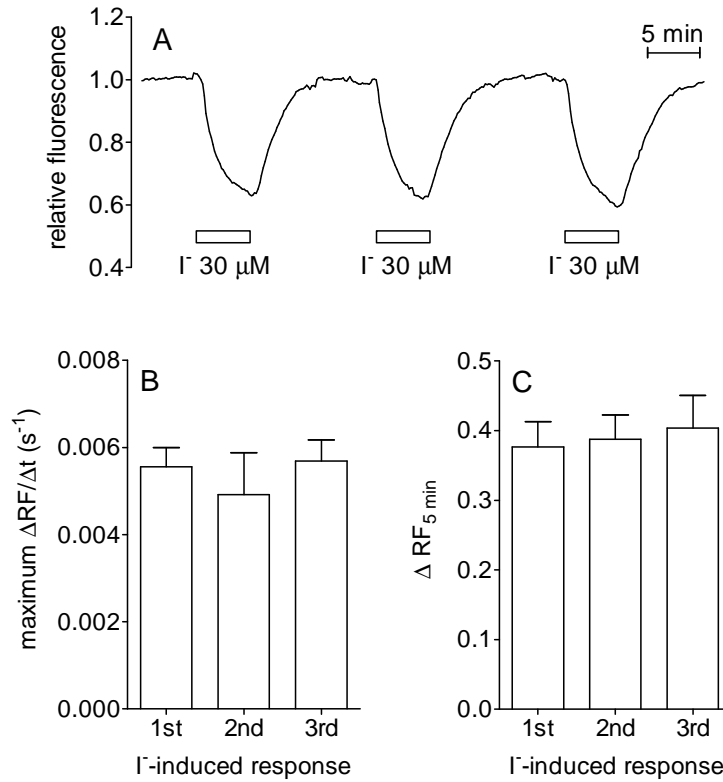 A
5 min
relative fluorescence
1.2
1.0
0.8
0.6
0.4
I⁻ 30 μM
I⁻ 30 μM
I⁻ 30 μM
B
maximum ΔRF/Δt (s⁻¹)
0.008
0.006
0.004
0.002
0.000
1st 2nd 3rd
I⁻-induced response
C
Δ RF5 min
0.5
0.4
0.3
0.2
0.1
0.0
1st 2nd 3rd
I⁻-induced response